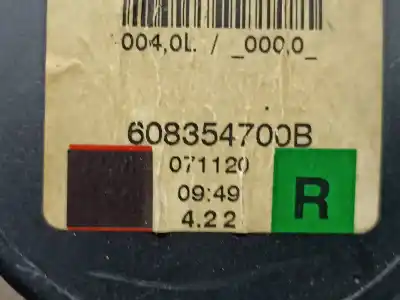 004,0L. / _000,0_
608354700B
071120
09:49
4.2 2
R